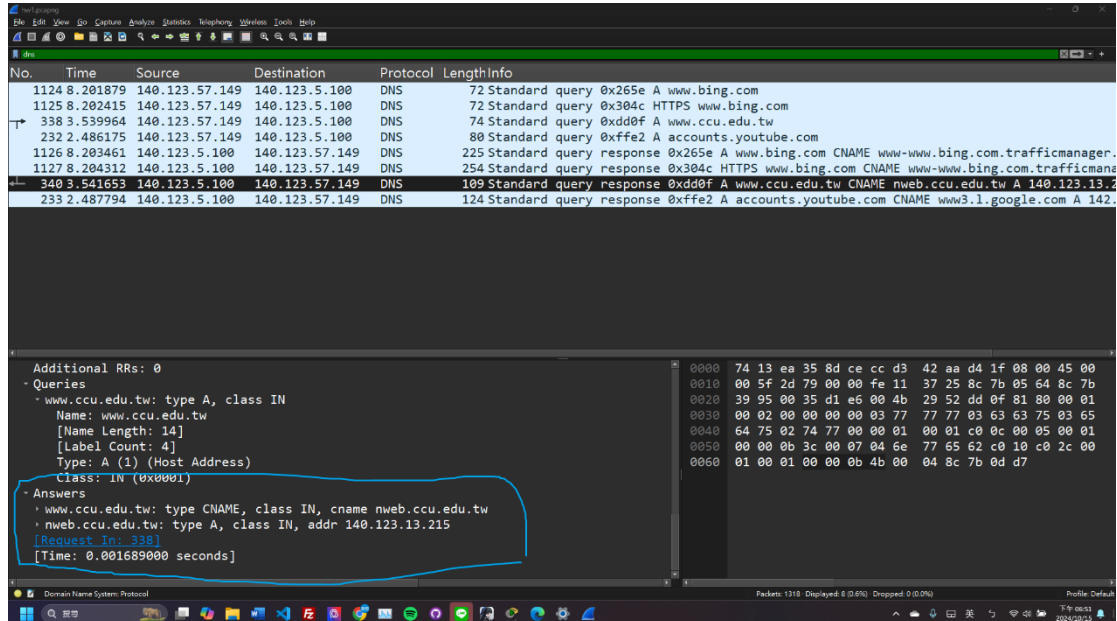 hw1.pcapng
File Edit View Go Capture Analyze Statistics Telephony Wireless Tools Help
dns
No. Time Source Destination Protocol Length Info
1124 8.201879 140.123.57.149 140.123.5.100 DNS 72 Standard query 0x265e A www.bing.com
1125 8.202415 140.123.57.149 140.123.5.100 DNS 72 Standard query 0x304c HTTPS www.bing.com
338 3.539964 140.123.57.149 140.123.5.100 DNS 74 Standard query 0xdd0f A www.ccu.edu.tw
232 2.486175 140.123.57.149 140.123.5.100 DNS 80 Standard query 0xffe2 A accounts.youtube.com
1126 8.203461 140.123.5.100 140.123.57.149 DNS 225 Standard query response 0x265e A www.bing.com CNAME www-www.bing.com.trafficmanager.
1127 8.204312 140.123.5.100 140.123.57.149 DNS 254 Standard query response 0x304c HTTPS www.bing.com CNAME www-www.bing.com.trafficmana
340 3.541653 140.123.5.100 140.123.57.149 DNS 109 Standard query response 0xdd0f A www.ccu.edu.tw CNAME nweb.ccu.edu.tw A 140.123.13.2
233 2.487794 140.123.5.100 140.123.57.149 DNS 124 Standard query response 0xffe2 A accounts.youtube.com CNAME www3.l.google.com A 142.
Additional RRs: 0
Queries
www.ccu.edu.tw: type A, class IN
Name: www.ccu.edu.tw
[Name Length: 14]
[Label Count: 4]
Type: A (1) (Host Address)
Class: IN (0x0001)
Answers
www.ccu.edu.tw: type CNAME, class IN, cname nweb.ccu.edu.tw
nweb.ccu.edu.tw: type A, class IN, addr 140.123.13.215
[Request In: 338]
[Time: 0.001689000 seconds]
0000 74 13 ea 35 8d ce cc d3 42 aa d4 1f 08 00 45 00
0010 00 5f 2d 79 00 00 fe 11 37 25 8c 7b 05 64 8c 7b
0020 39 95 00 35 d1 e6 00 4b 29 52 dd 0f 81 80 00 01
0030 00 02 00 00 00 00 03 77 77 77 03 63 63 75 03 65
0040 64 75 02 74 77 00 00 01 00 01 c0 0c 00 05 00 01
0050 00 00 0b 3c 00 07 04 6e 77 65 62 c0 10 c0 2c 00
0060 01 00 01 00 00 0b 4b 00 04 8c 7b 0d d7
Domain Name System: Protocol
Packets: 1318 · Displayed: 8 (0.6%) · Dropped: 0 (0.0%)
Profile: Default
搜尋
英
下午 06:51
2024/10/15